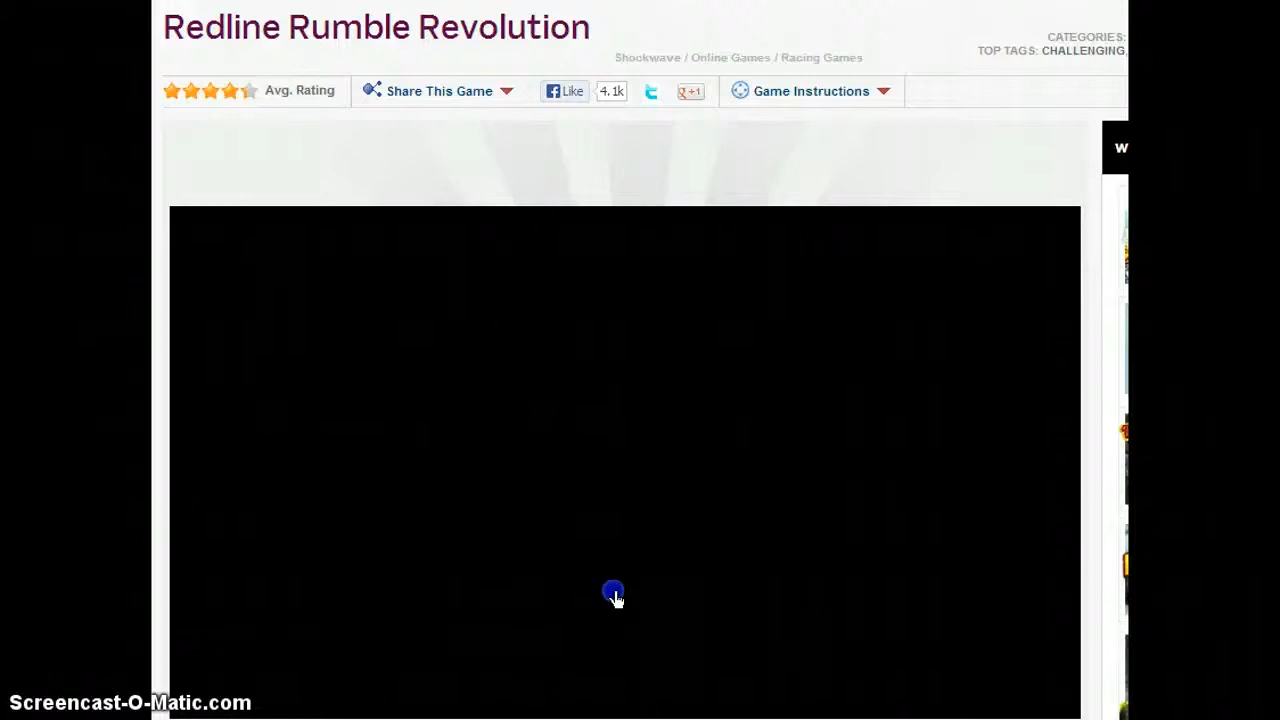 Redline Rumble Revolution
CATEGORIES:
Shockwave / Online Games / Racing Games
TOP TAGS: CHALLENGING,
Avg. Rating
Share This Game
Like
4.1k
+1
Game Instructions
W
Screencast-O-Matic.com